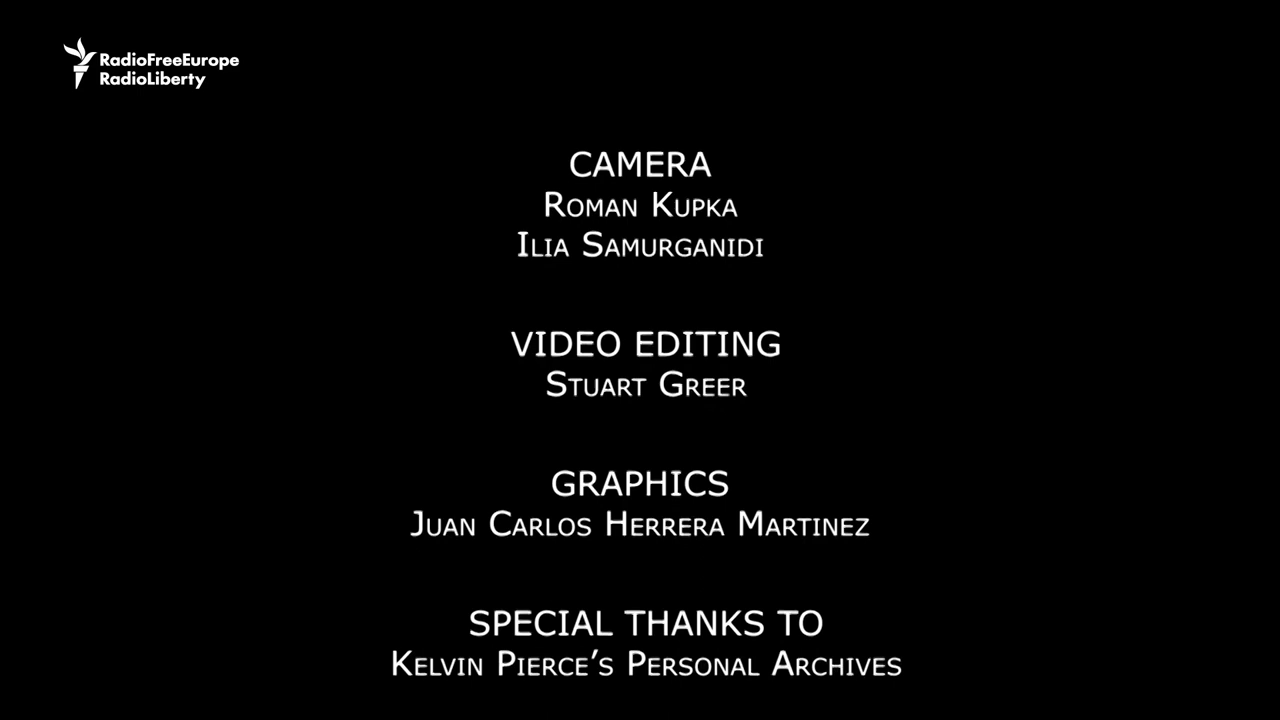 RadioFreeEurope
RadioLiberty
CAMERA
Roman Kupka
Ilia Samurganidi
VIDEO EDITING
Stuart Greer
GRAPHICS
Juan Carlos Herrera Martinez
SPECIAL THANKS TO
Kelvin Pierce’s Personal Archives